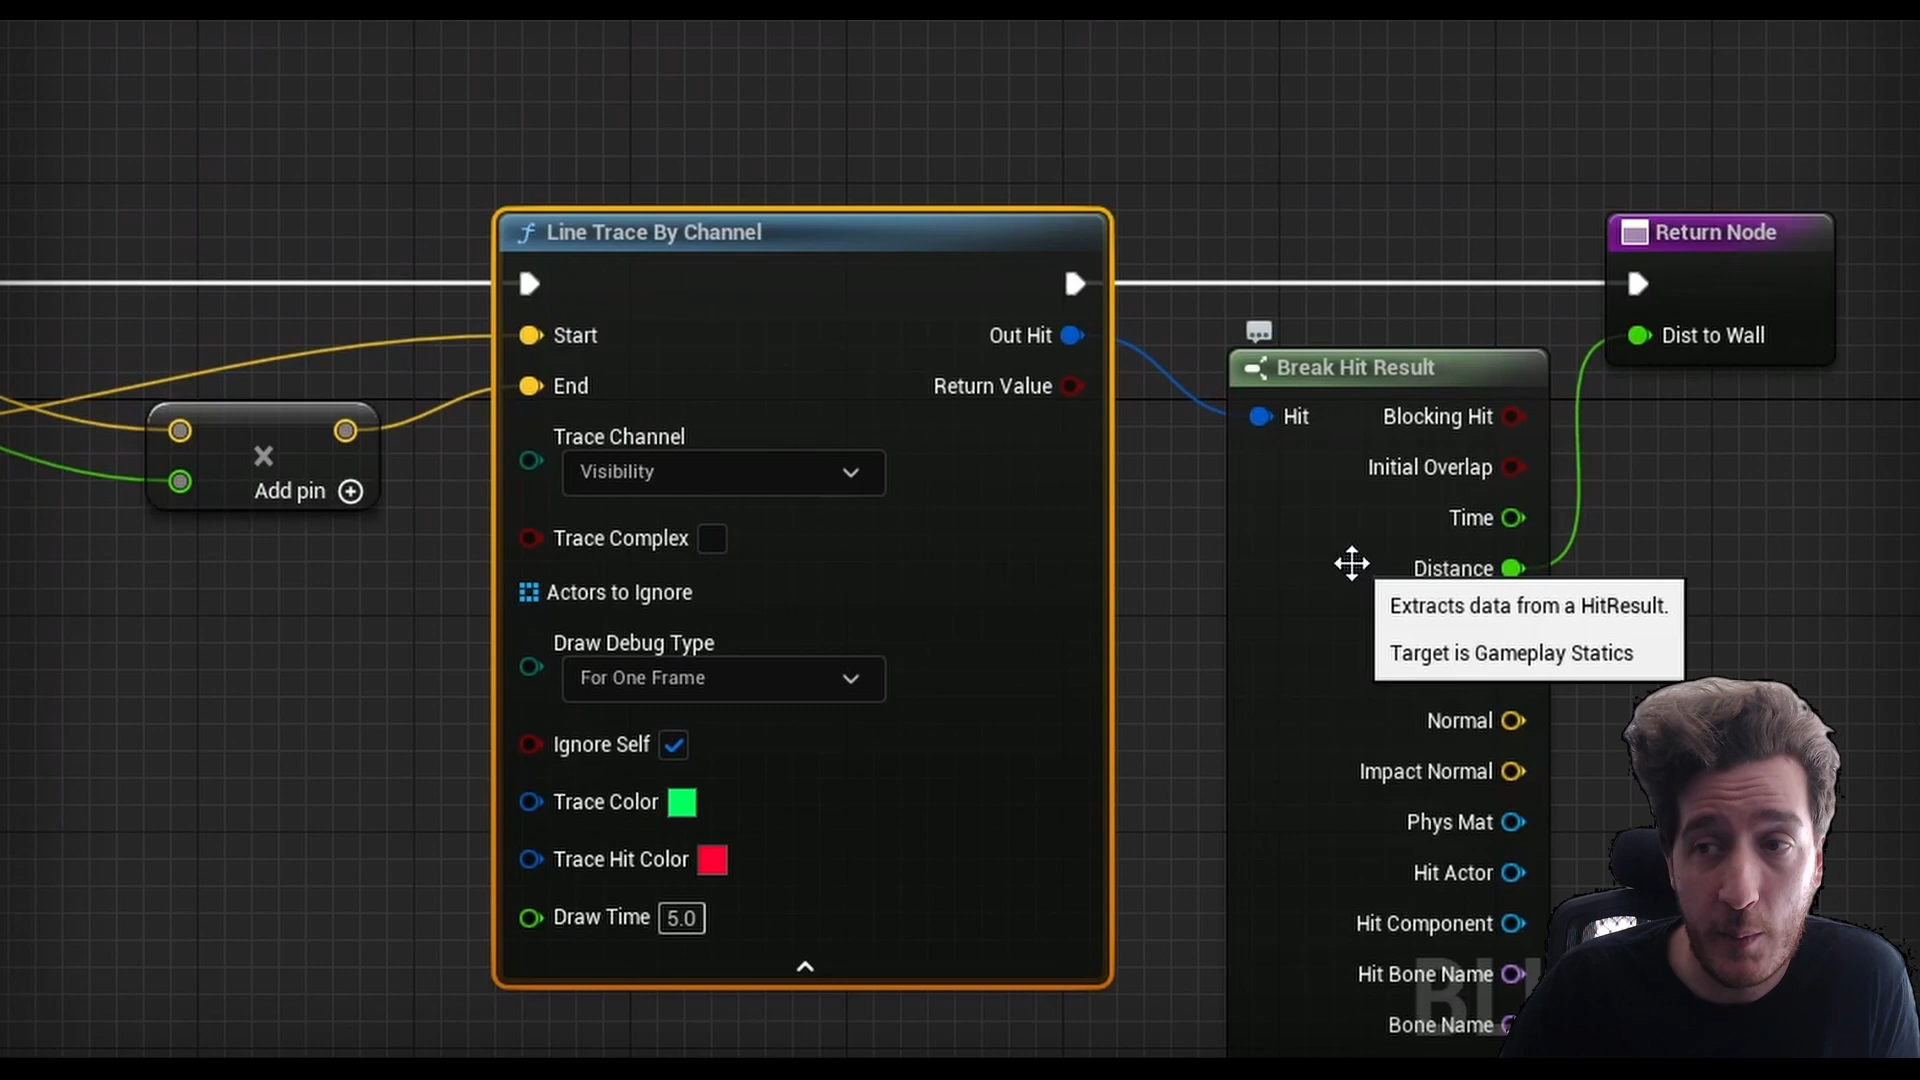 Line Trace By Channel
Start
End
Trace Channel
Visibility
Trace Complex
Actors to Ignore
Draw Debug Type
For One Frame
Ignore Self
Trace Color
Trace Hit Color
Draw Time 5.0
Out Hit
Return Value
×
Add pin
Break Hit Result
Hit
Blocking Hit
Initial Overlap
Time
Distance
Extracts data from a HitResult.
Target is Gameplay Statics
Normal
Impact Normal
Phys Mat
Hit Actor
Hit Component
Hit Bone Name
Bone Name
Return Node
Dist to Wall